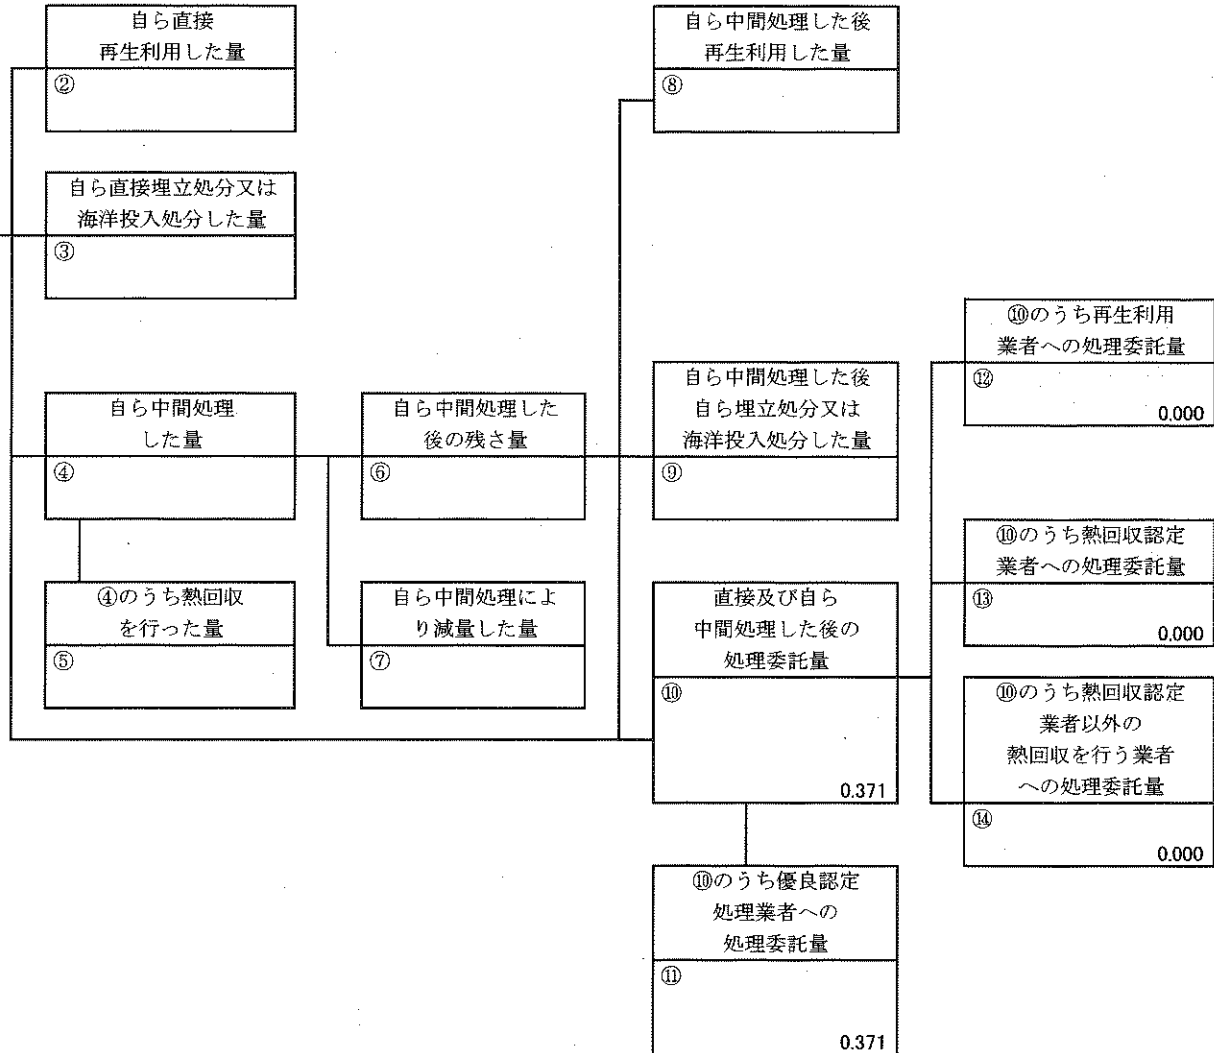 自ら直接
再生利用した量
②
自ら直接埋立処分又は
海洋投入処分した量
③
自ら中間処理
した量
④
④のうち熱回収
を行った量
⑤
自ら中間処理した
後の残さ量
⑥
自ら中間処理によ
り減量した量
⑦
自ら中間処理した後
再生利用した量
⑧
自ら中間処理した後
自ら埋立処分又は
海洋投入処分した量
⑨
直接及び自ら
中間処理した後の
処理委託量
⑩
0.371
⑩のうち優良認定
処理業者への
処理委託量
⑪
0.371
⑩のうち再生利用
業者への処理委託量
⑫
0.000
⑩のうち熱回収認定
業者への処理委託量
⑬
0.000
⑩のうち熱回収認定
業者以外の
熱回収を行う業者
への処理委託量
⑭
0.000